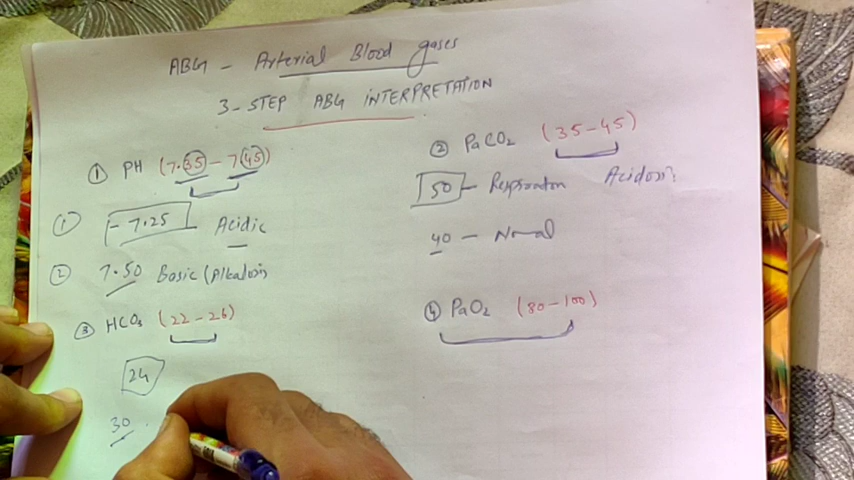 ABG - Arterial Blood gases
3-STEP ABG INTERPRETATION
① PH (7.35 - 7.45)
① - 7.25 - Acidic
② 7.50 Basic (Alkalosis
③ HCO₃ (22-26)
24
30
② PaCO₂ (35-45)
50 - Acidosis
40 - Normal
④ PaO₂ (80-100)